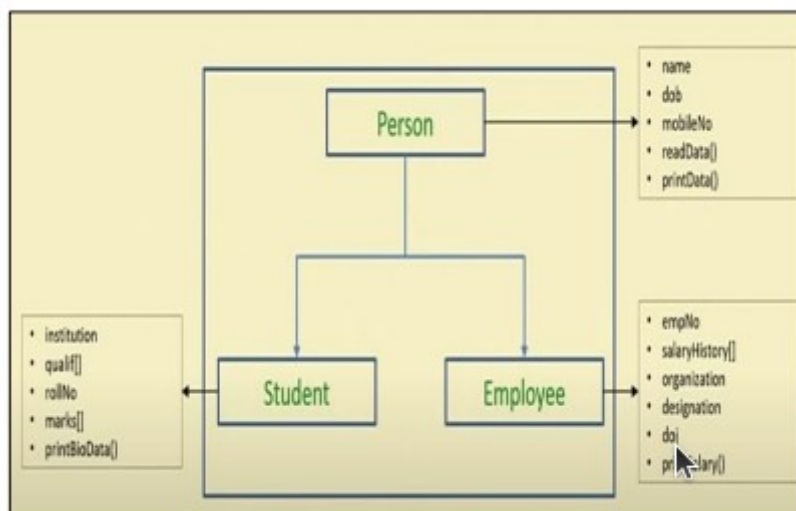 Person
name
dob
mobileNo
readData()
printData()
Student
institution
qualif[]
rollNo
marks[]
printBioData()
Employee
empNo
salaryHistory[]
organization
designation
doj